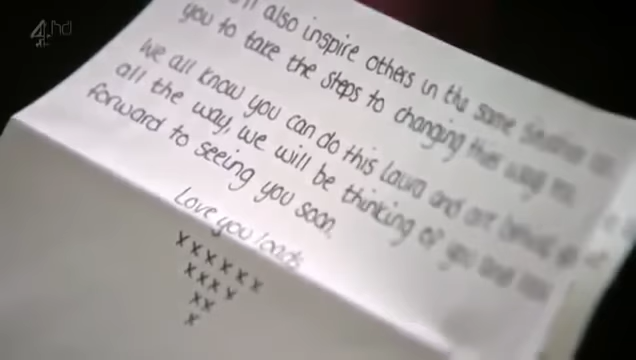 4hd
also inspire others in the same
you to take the steps to changing
We all know you can do this Laura and
all the way, we will be thinking of you
forward to seeing you soon.
Love you loads
xxxxxx
xxxx
xx
x